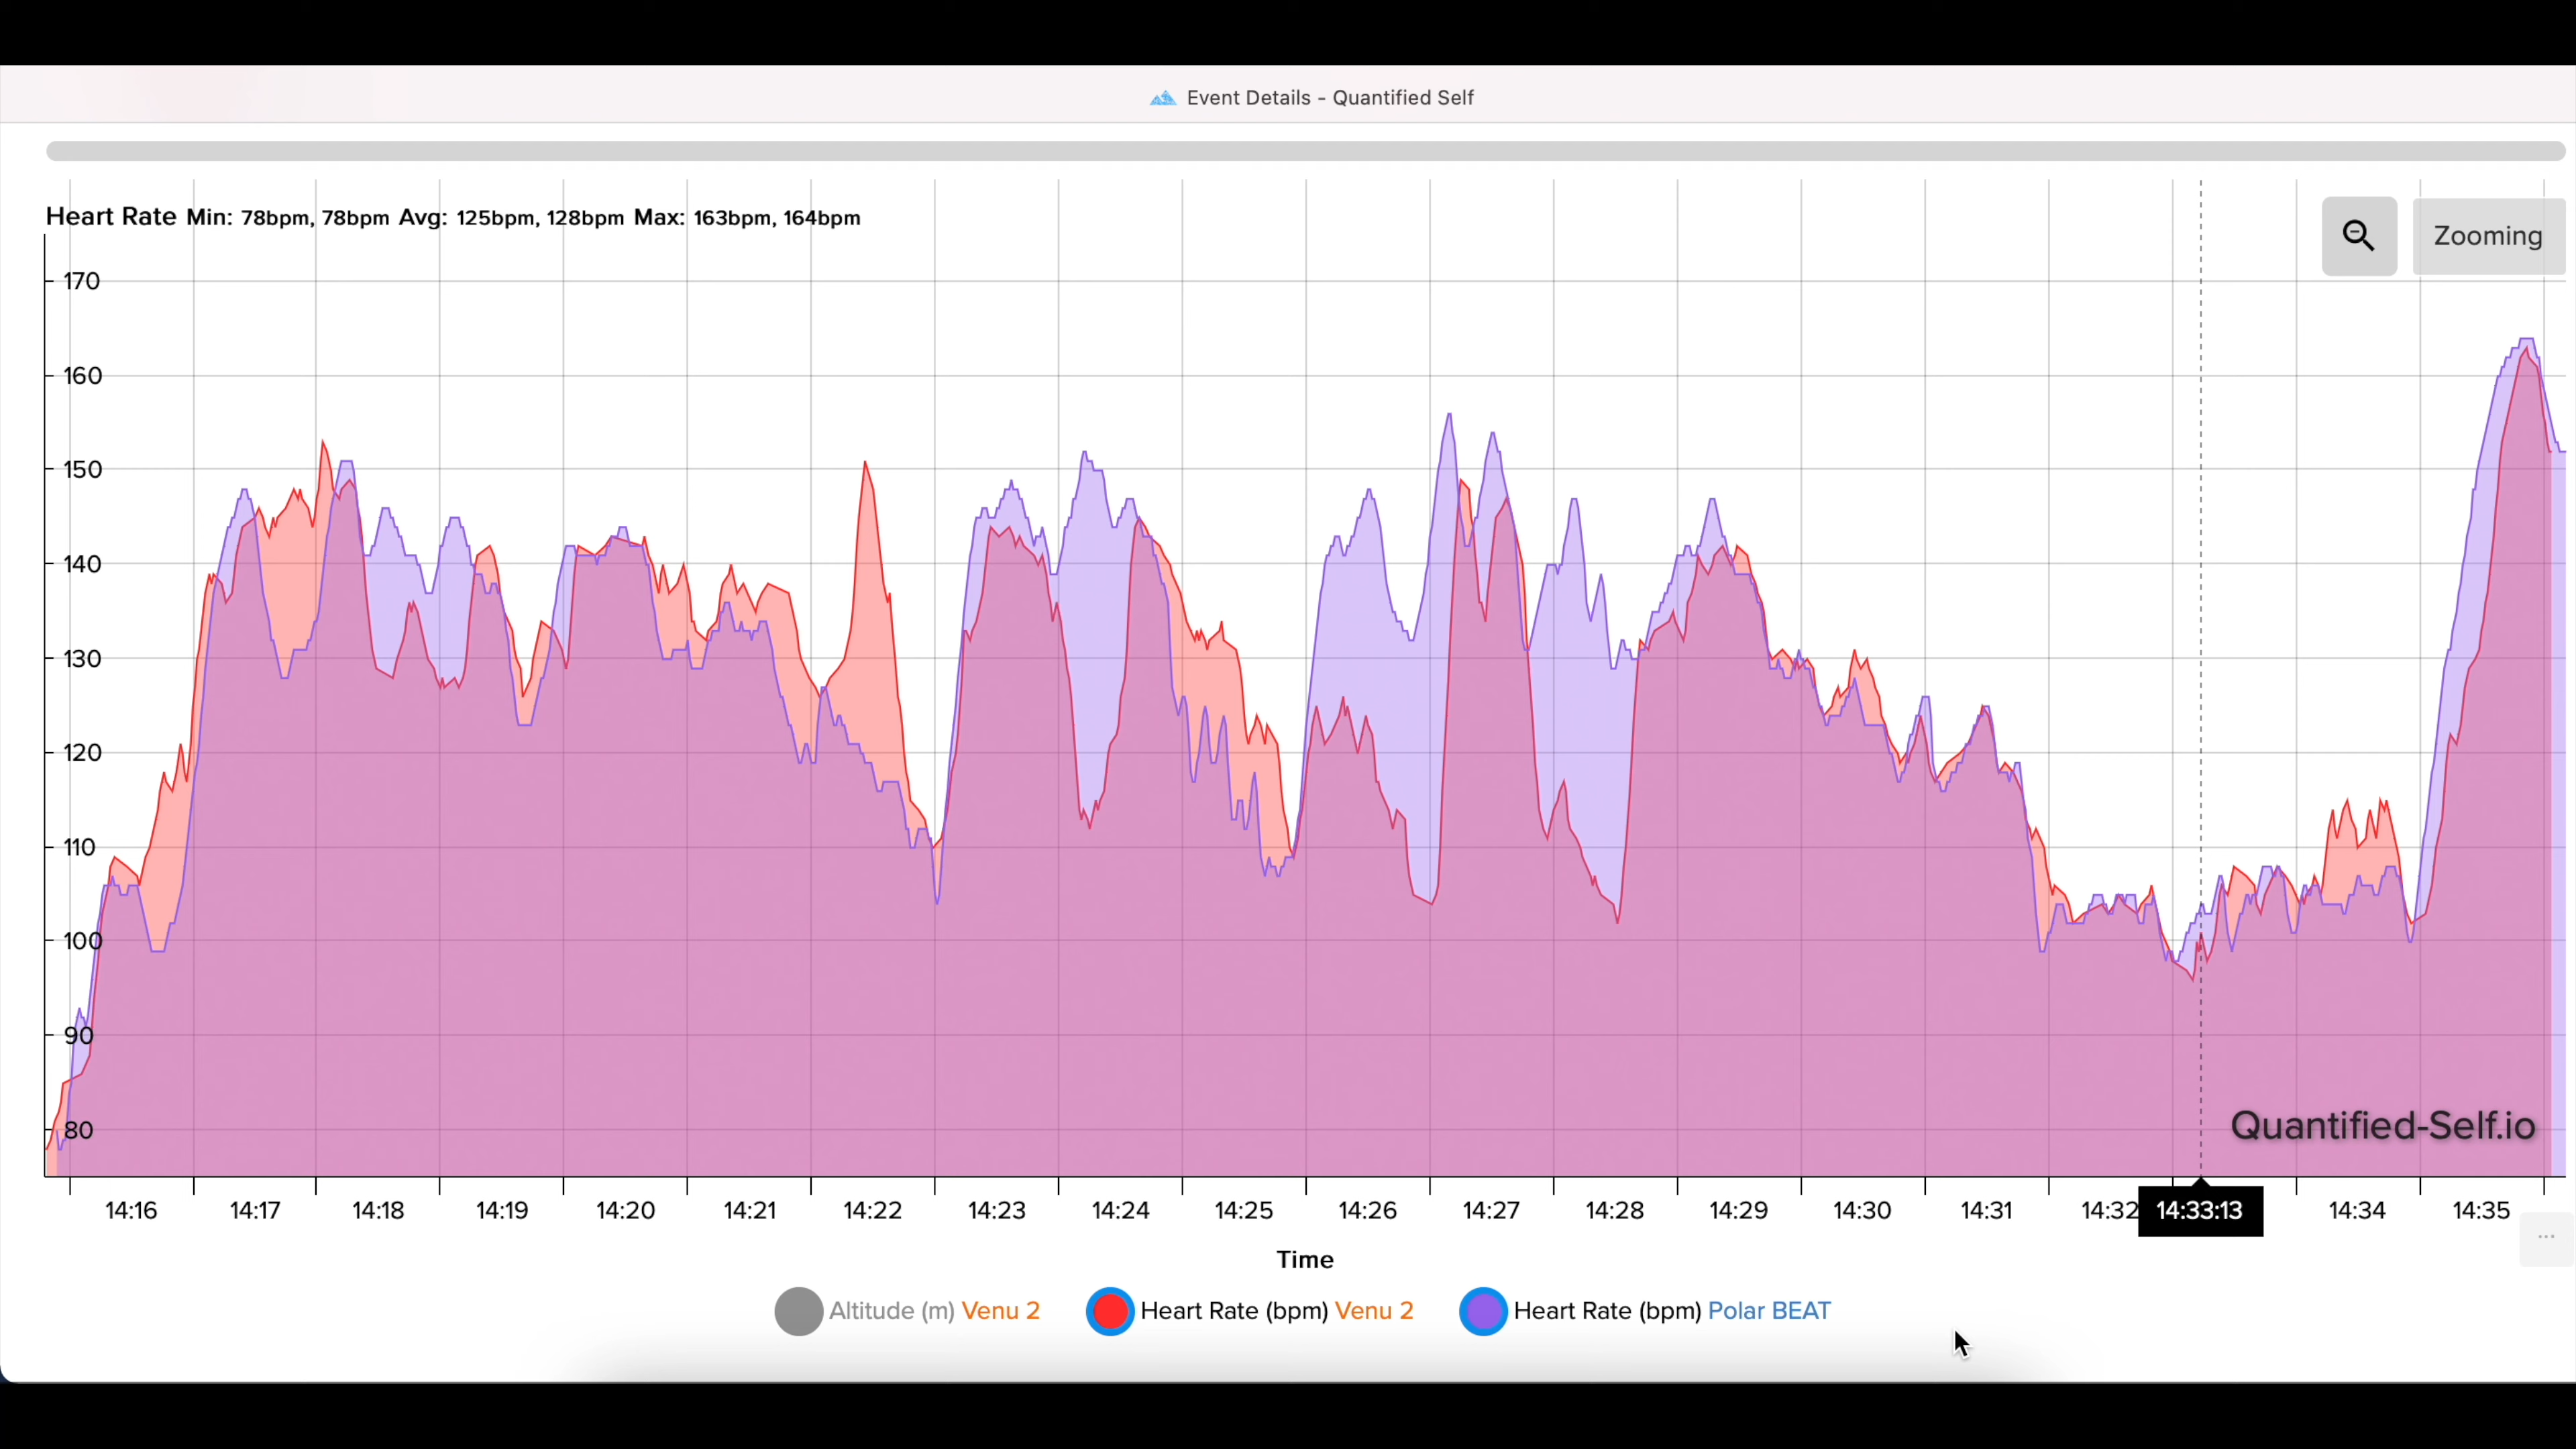 Event Details - Quantified Self
Heart Rate Min: 78bpm, 78bpm Avg: 125bpm, 128bpm Max: 163bpm, 164bpm
Zooming
170
160
150
140
130
120
110
100
90
80
Quantified-Self.io
14:16 14:17 14:18 14:19 14:20 14:21 14:22 14:23 14:24 14:25 14:26 14:27 14:28 14:29 14:30 14:31 14:32 14:33:13 14:34 14:35
...
Time
Altitude (m) Venu 2 Heart Rate (bpm) Venu 2 Heart Rate (bpm) Polar BEAT